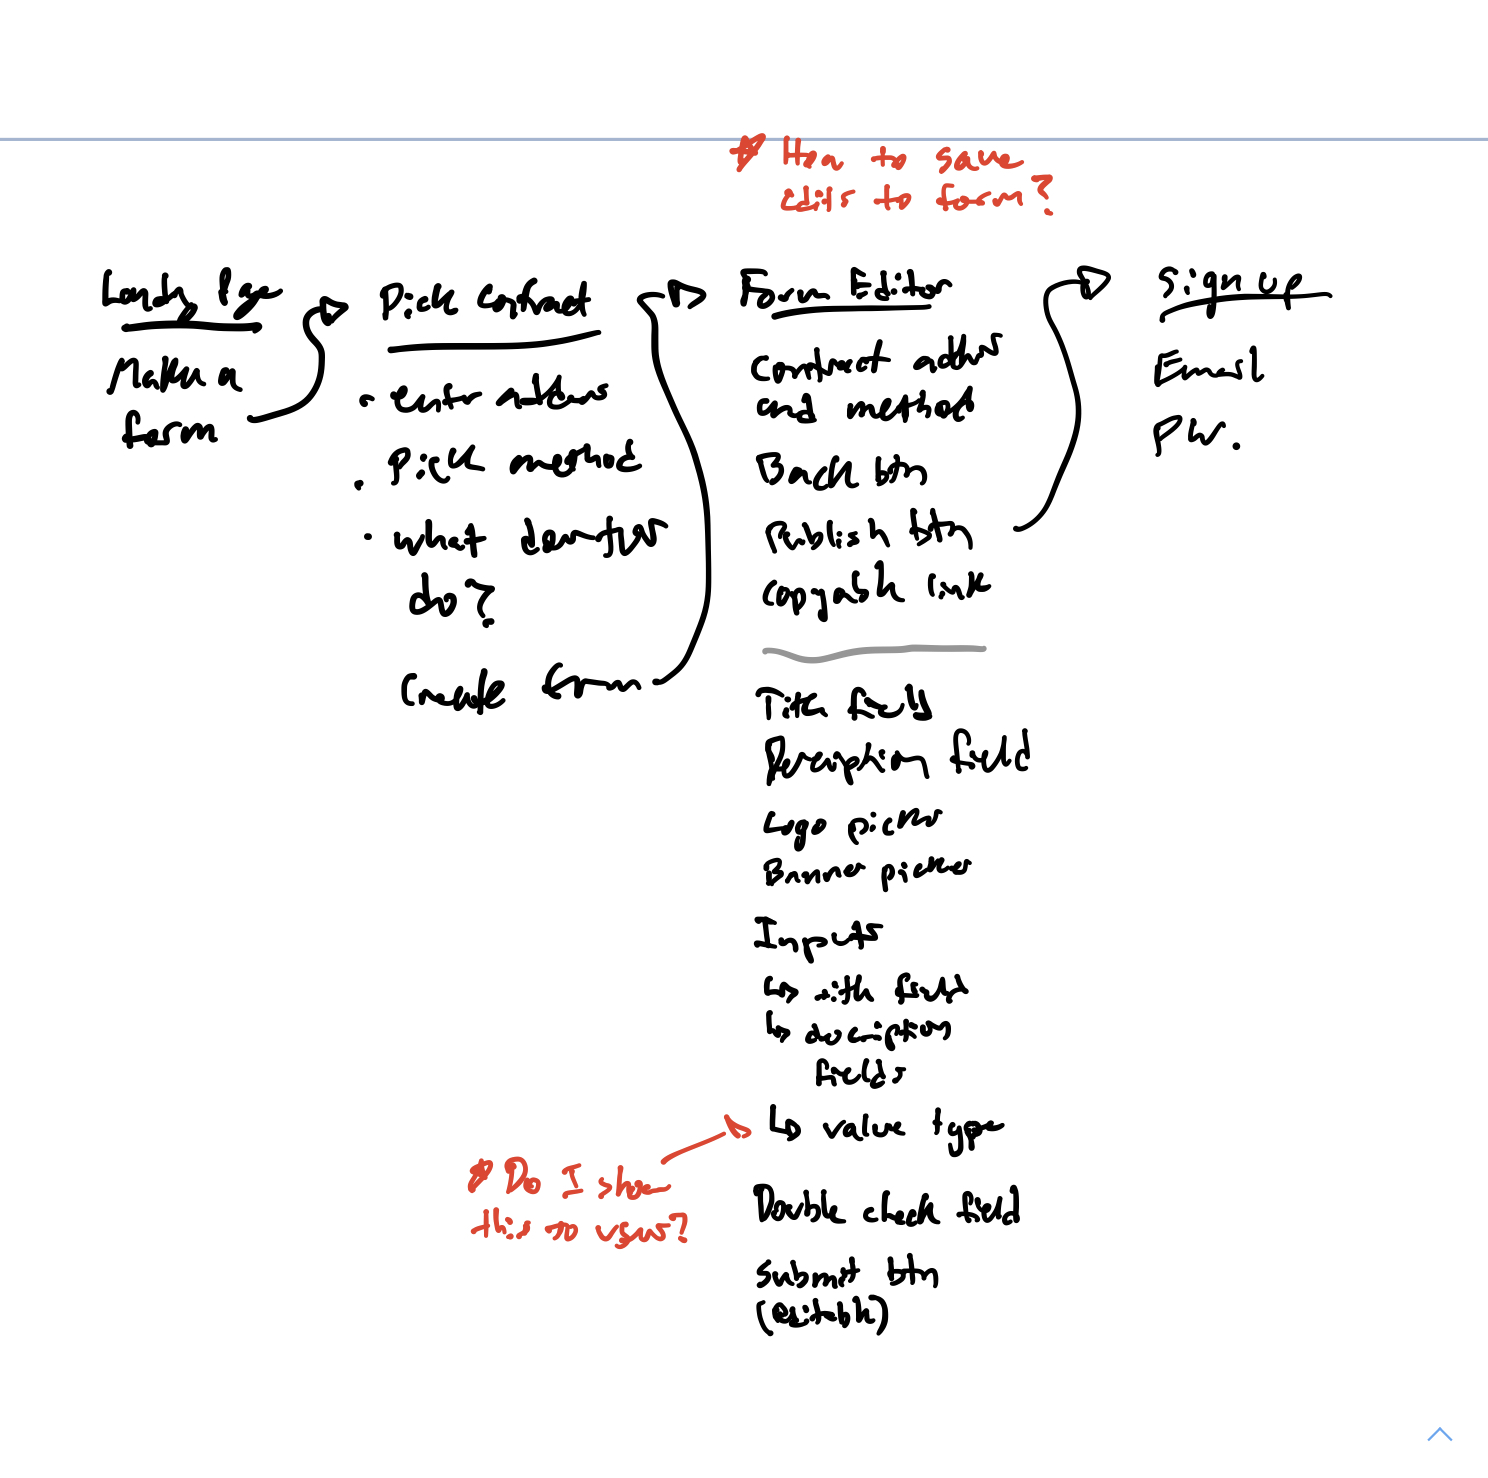 * How to save
edits to form?
Landing Page
Make a
form
Pick Contract
• enter address
• Pick method
• what does this
do?
Create form
Form Editor
Contract address
and method
Back btn
Publish btn
Copyable link
Title field
Description field
Logo picker
Banner picker
Inputs
↳ title field
↳ description
fields
↳ value type
* Do I show
this to users?
Double check field
Submit btn
(editable)
Sign up
Email
PW.